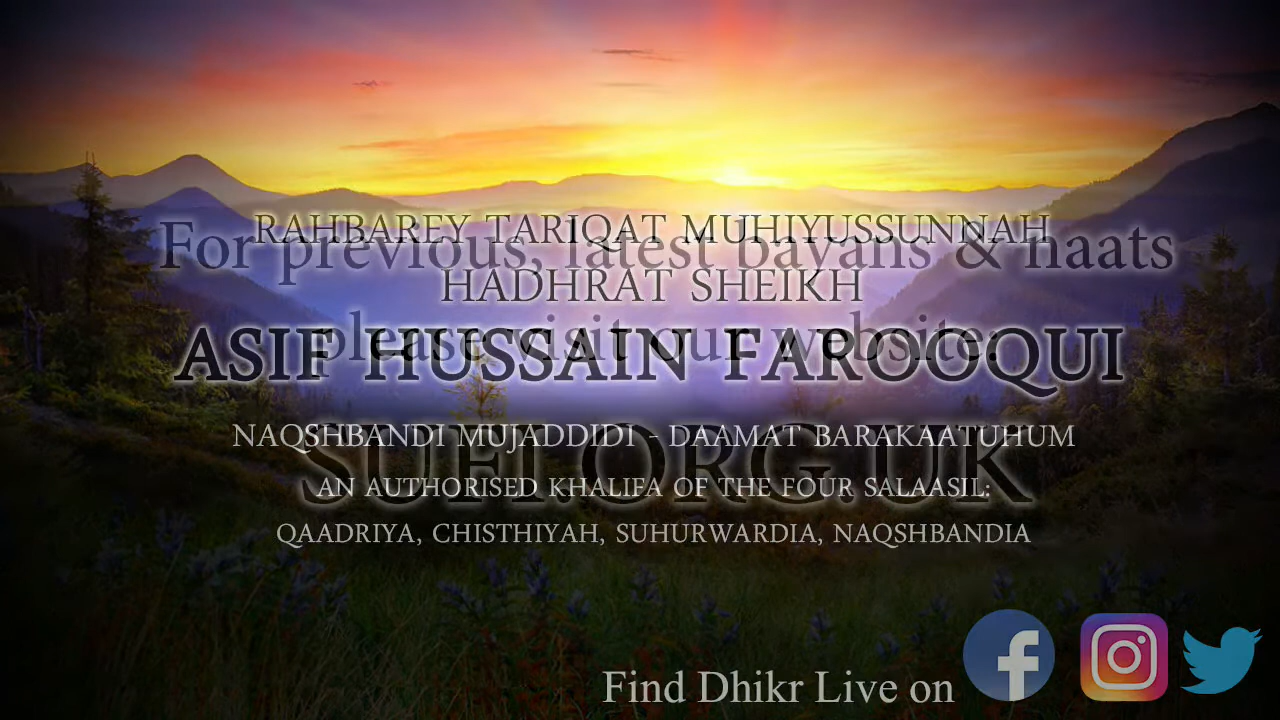 RAHBAREY TARIQAT MUHIYUSSUNNAH
For previous, latest bayans & naats
HADHRAT SHEIKH
please visit our website:
ASIF HUSSAIN FAROOQUI
NAQSHBANDI MUJADDIDI - DAAMAT BARAKAATUHUM
SUFI.ORG.UK
AN AUTHORISED KHALIFA OF THE FOUR SALAASIL:
QAADRIYA, CHISTHIYAH, SUHURWARDIA, NAQSHBANDIA
Find Dhikr Live on